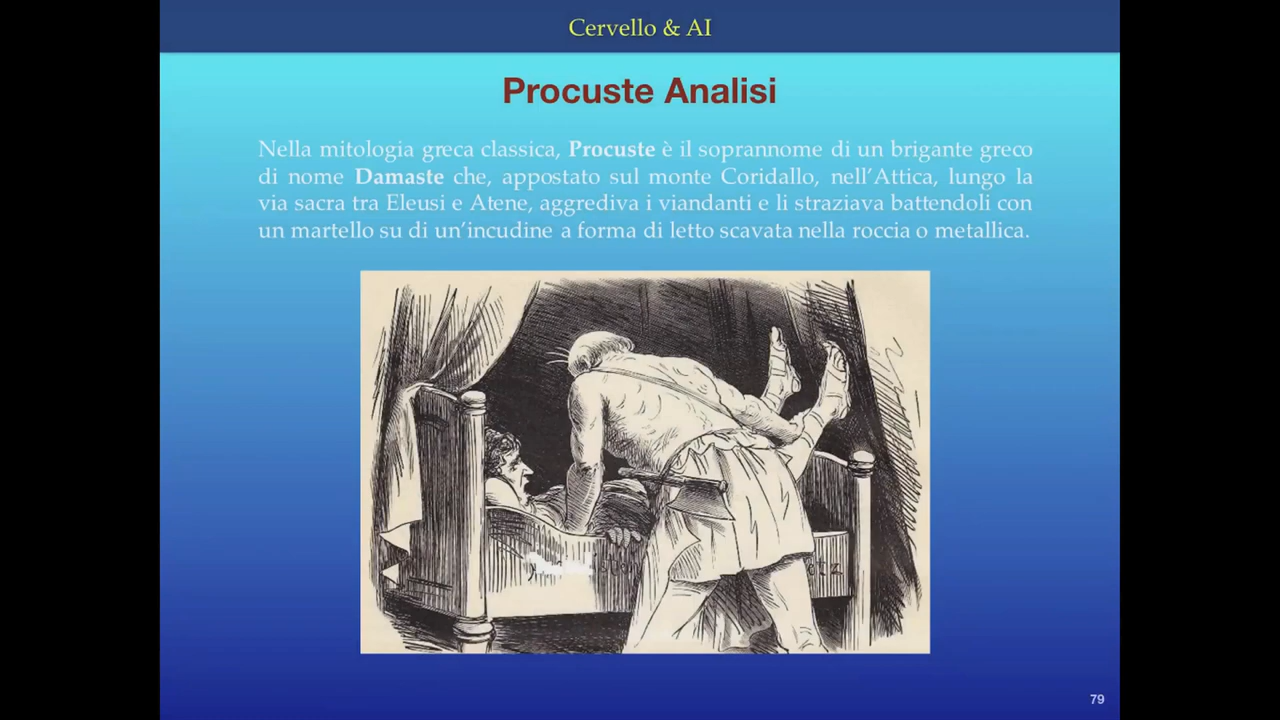 Cervello & AI
Procuste Analisi
Nella mitologia greca classica, Procuste è il soprannome di un brigante greco
di nome Damaste che, appostato sul monte Coridallo, nell'Attica, lungo la
via sacra tra Eleusi e Atene, aggrediva i viandanti e li straziava battendoli con
un martello su di un'incudine a forma di letto scavata nella roccia o metallica.
79